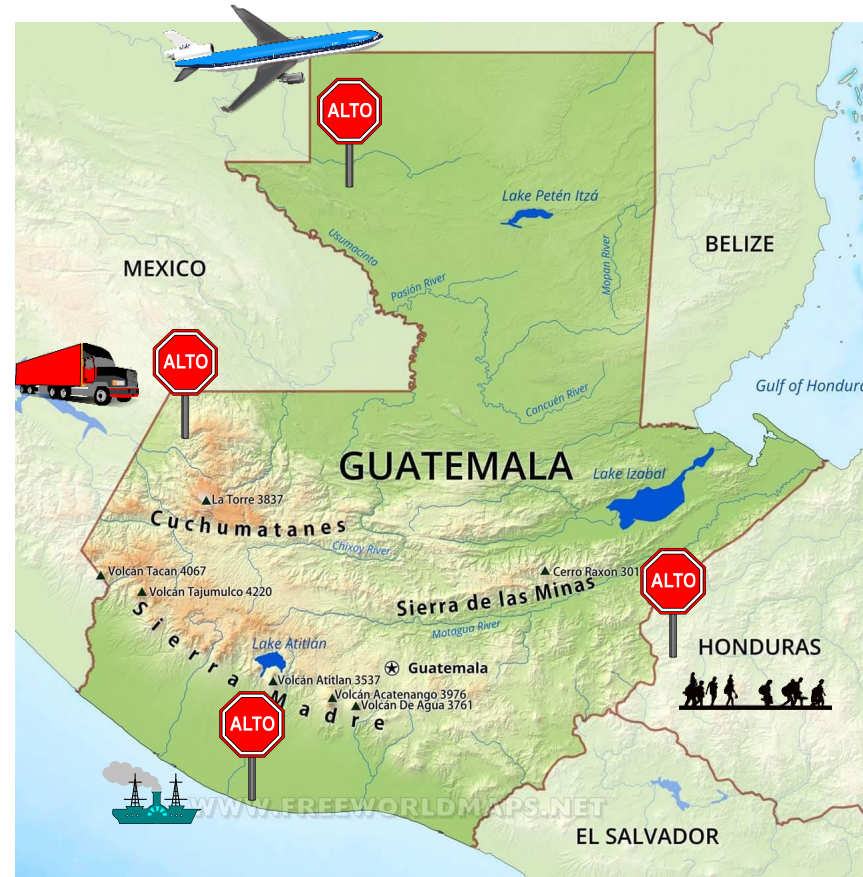 ALTO
Lake Petén Itzá
Usumacinta
Mopan River
BELIZE
MEXICO
Pasión River
ALTO
Cancuén River
Gulf of Hondura
GUATEMALA
Lake Izabal
La Torre 3837
Cuchumatanes
Chixoy River
Volcán Tacan 4067
Cerro Raxon 301
ALTO
Volcán Tajumulco 4220
Sierra de las Minas
Sierra Madre
Motagua River
Lake Atitlán
HONDURAS
Guatemala
Volcán Atitlan 3537
Volcán Acatenango 3976
Volcán De Agua 3761
ALTO
WWW.FREEWORLDMAPS.NET
EL SALVADOR